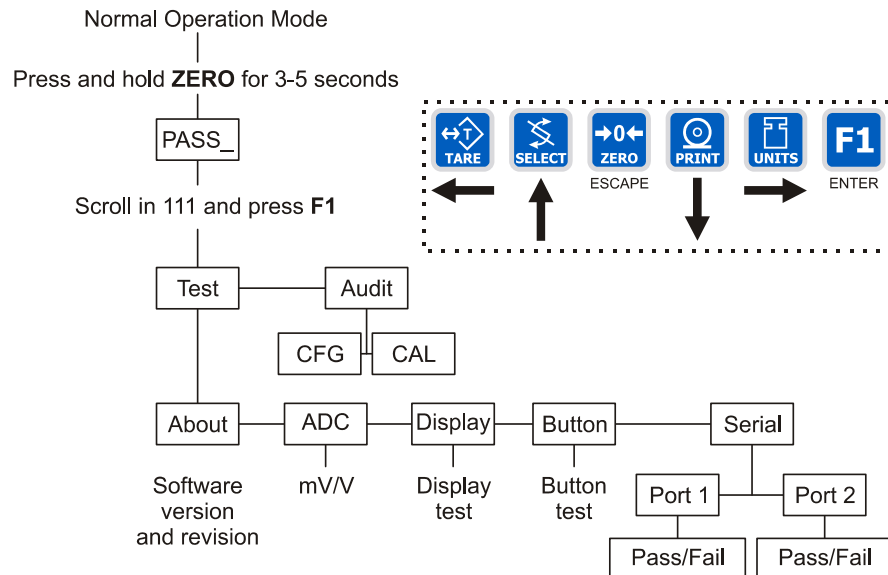 Normal Operation Mode
Press and hold ZERO for 3-5 seconds
PASS_
Scroll in 111 and press F1
T
TARE
S
SELECT
→0←
ZERO
PRINT
UNITS
F1
ESCAPE
ENTER
Test
Audit
CFG
CAL
About
ADC
Display
Button
Serial
Software
version
and revision
mV/V
Display
test
Button
test
Port 1
Port 2
Pass/Fail
Pass/Fail